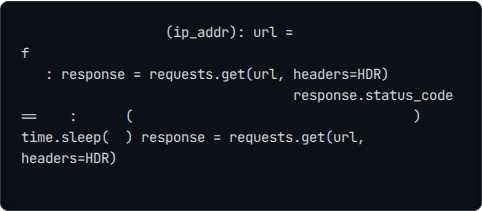 (ip_addr): url =
f
: response = requests.get(url, headers=HDR)
response.status_code
== : ( )
time.sleep( ) response = requests.get(url,
headers=HDR)